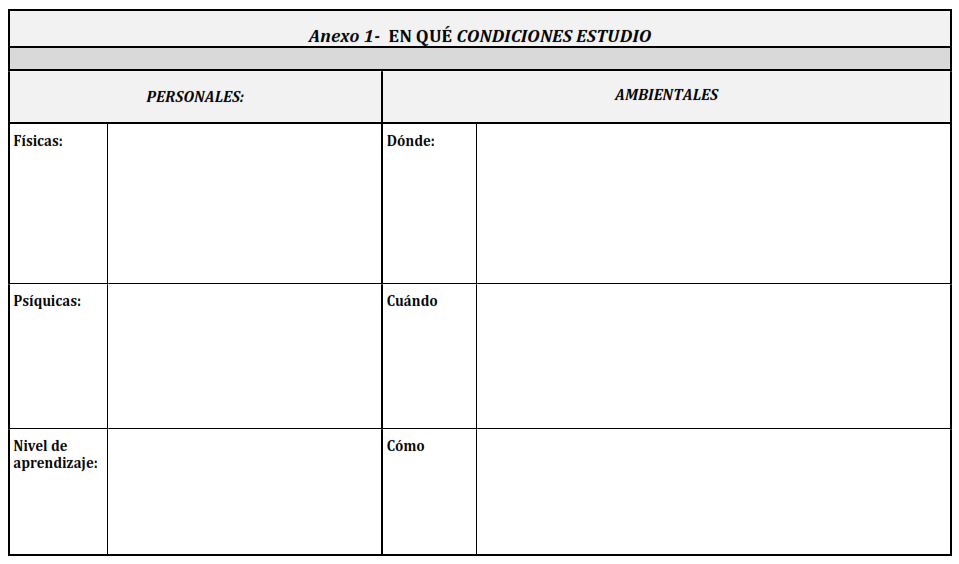 Anexo 1- EN QUÉ CONDICIONES ESTUDIO
PERSONALES:
AMBIENTALES
Físicas:
Dónde:
Psíquicas:
Cuándo
Nivel de
aprendizaje:
Cómo